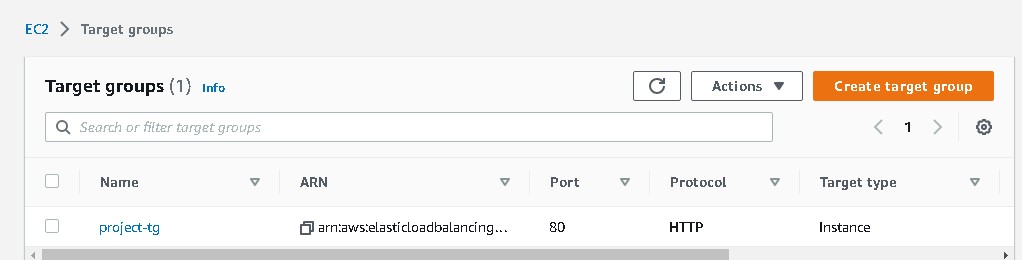 EC2 > Target groups
Target groups (1) Info Actions Create target group
Search or filter target groups 1
Name ARN Port Protocol Target type
project-tg arn:aws:elasticloadbalancing... 80 HTTP Instance